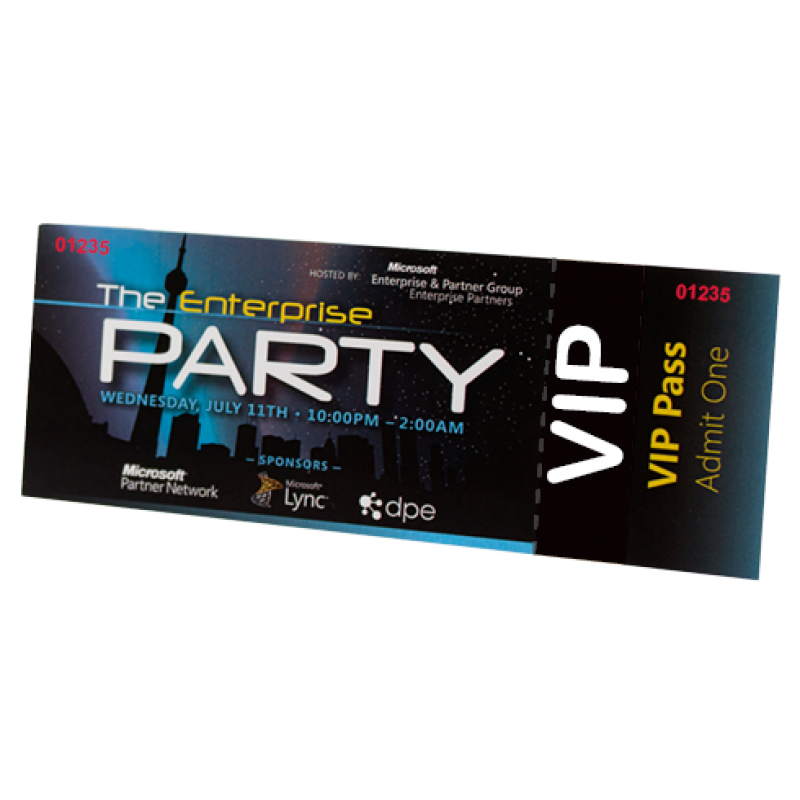 01235
HOSTED BY:
Microsoft
Enterprise & Partner Group
Enterprise Partners
The Enterprise
PARTY
WEDNESDAY, JULY 11TH • 10:00PM – 2:00AM
– SPONSORS –
Microsoft
Partner Network
Microsoft
Lync
dpe
VIP
01235
VIP Pass
Admit One